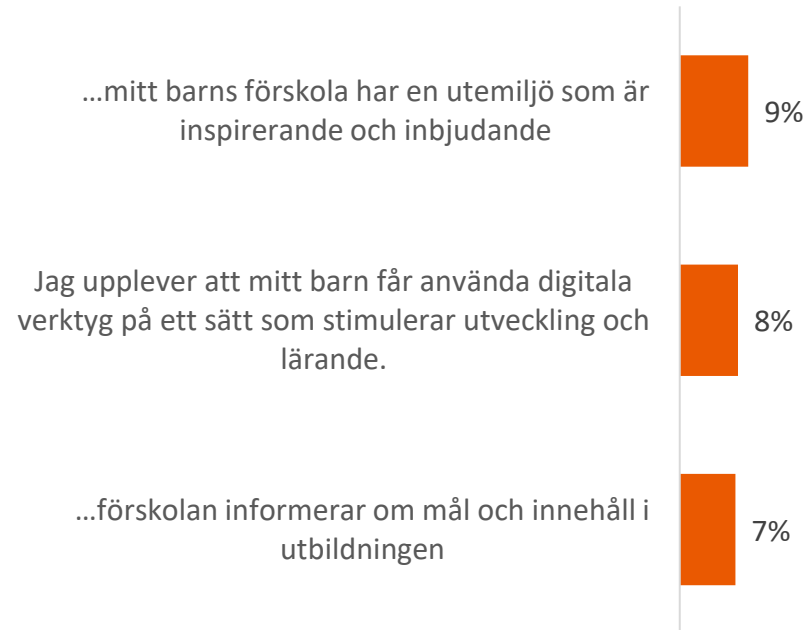 ...mitt barns förskola har en utemiljö som är
inspirerande och inbjudande
9%
Jag upplever att mitt barn får använda digitala
verktyg på ett sätt som stimulerar utveckling och
lärande.
8%
...förskolan informerar om mål och innehåll i
utbildningen
7%